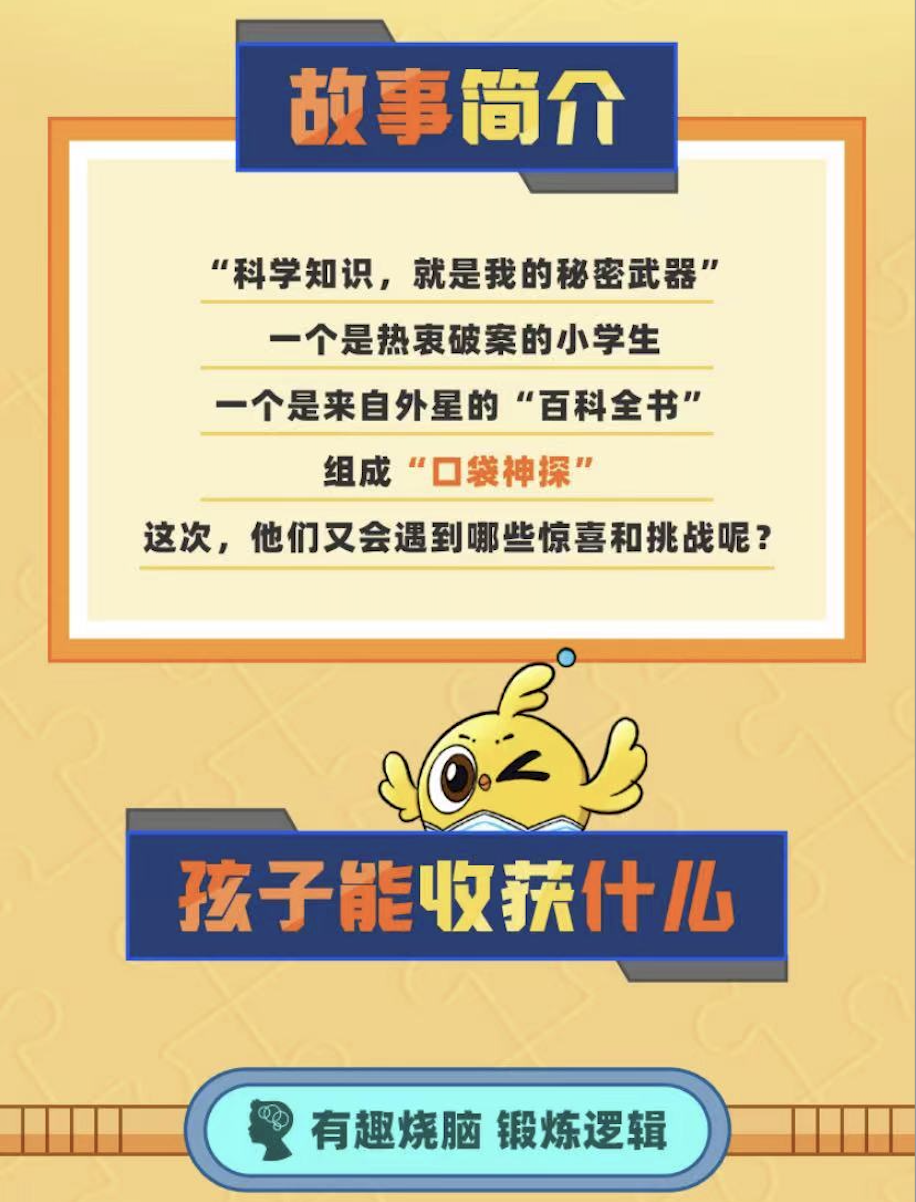 故事简介
“科学知识，就是我的秘密武器”
一个是热衷破案的小学生
一个是来自外星的“百科全书”
组成“口袋神探”
这次，他们又会遇到哪些惊喜和挑战呢？
孩子能收获什么
有趣烧脑 锻炼逻辑